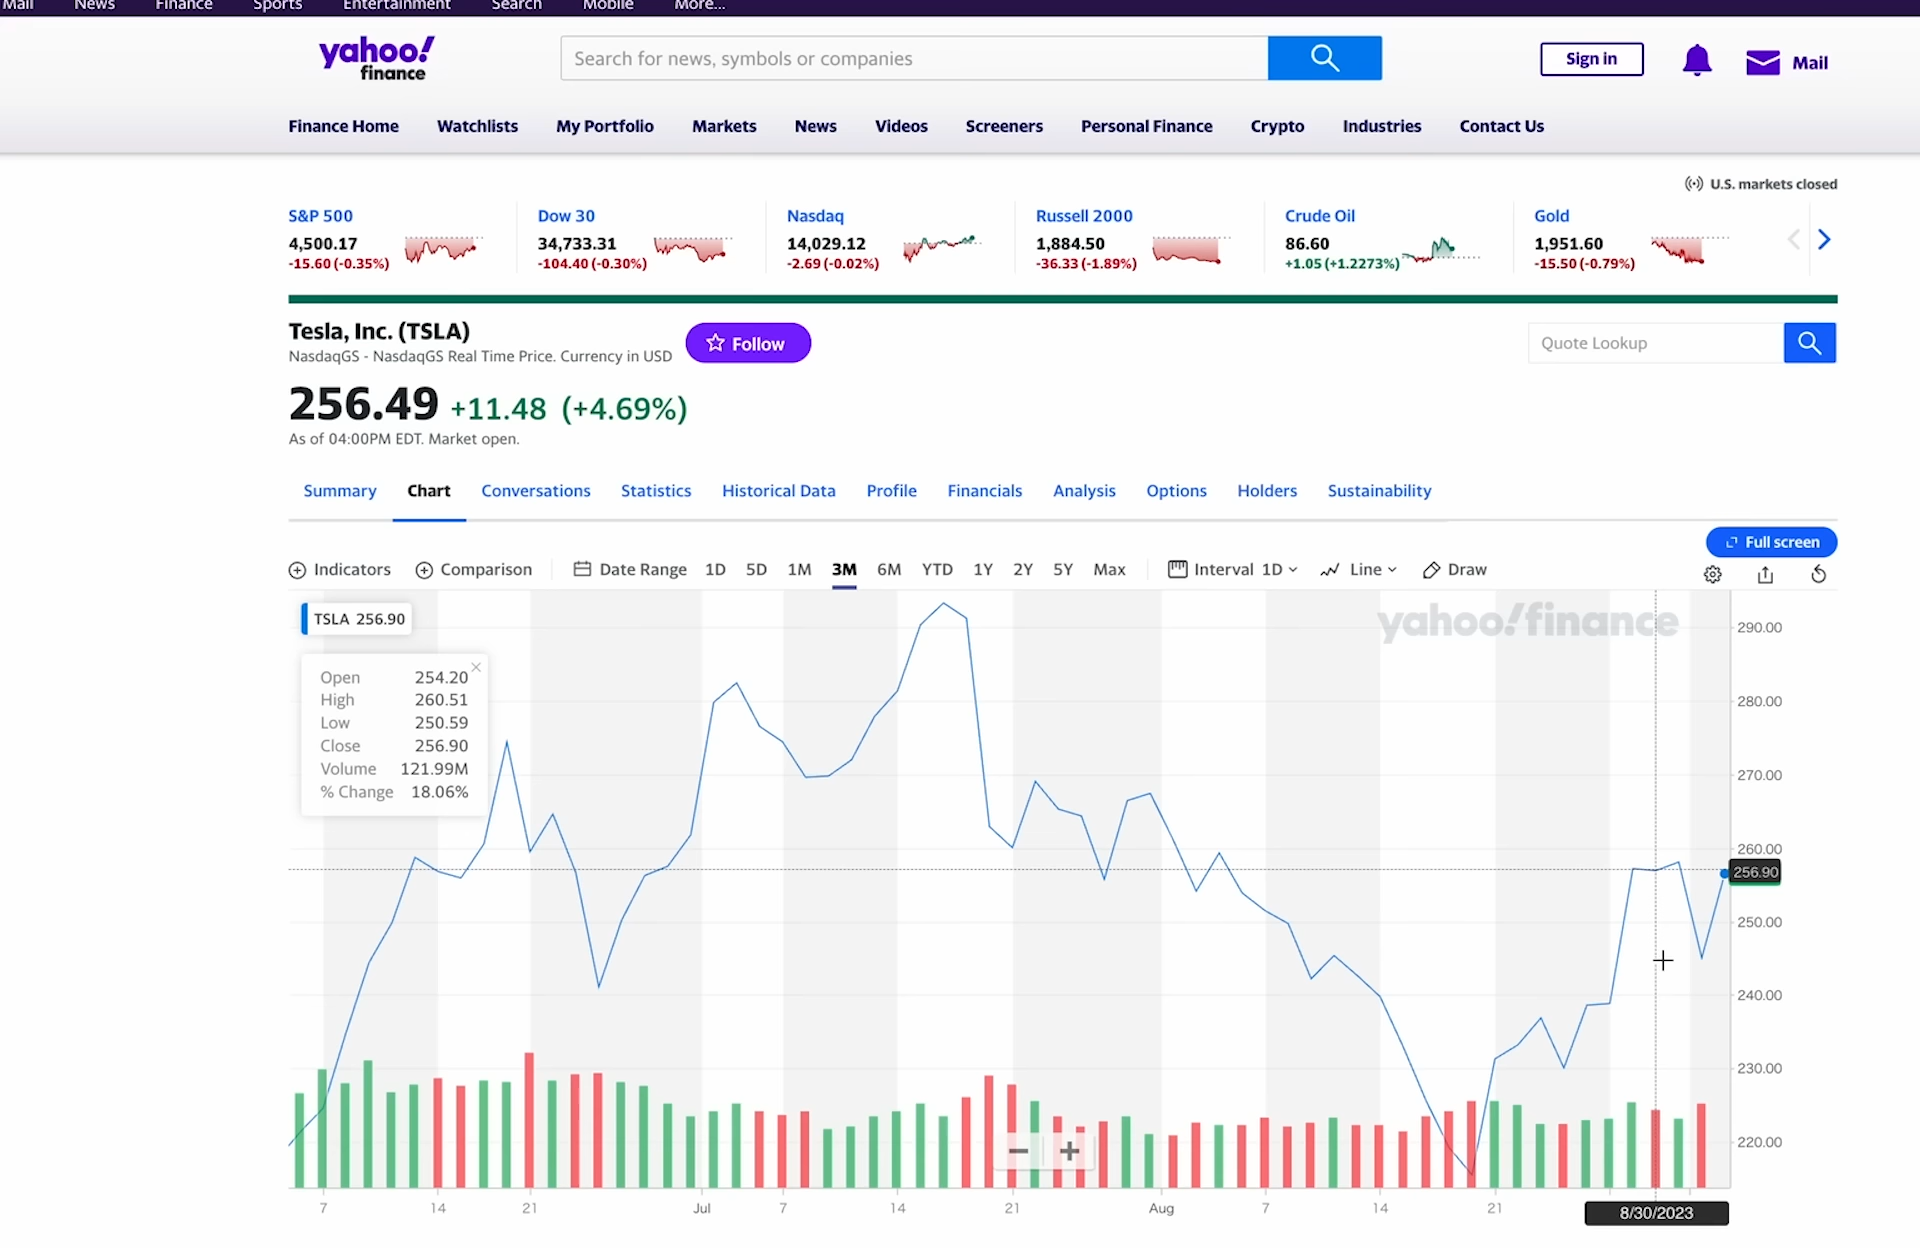 Mail News Finance Sports Entertainment Search Mobile More...
yahoo!
finance
Search for news, symbols or companies
Sign in
Mail
Finance Home Watchlists My Portfolio Markets News Videos Screeners Personal Finance Crypto Industries Contact Us
U.S. markets closed
S&P 500
4,500.17
-15.60 (-0.35%)
Dow 30
34,733.31
-104.40 (-0.30%)
Nasdaq
14,029.12
-2.69 (-0.02%)
Russell 2000
1,884.50
-36.33 (-1.89%)
Crude Oil
86.60
+1.05 (+1.2273%)
Gold
1,951.60
-15.50 (-0.79%)
Tesla, Inc. (TSLA)
NasdaqGS - NasdaqGS Real Time Price. Currency in USD
Follow
Quote Lookup
256.49 +11.48 (+4.69%)
As of 04:00PM EDT. Market open.
Summary Chart Conversations Statistics Historical Data Profile Financials Analysis Options Holders Sustainability
Full screen
Indicators Comparison Date Range 1D 5D 1M 3M 6M YTD 1Y 2Y 5Y Max Interval 1D Line Draw
TSLA 256.90
yahoo!finance
Open 254.20
High 260.51
Low 250.59
Close 256.90
Volume 121.99M
% Change 18.06%
290.00
280.00
270.00
260.00
256.90
250.00
240.00
230.00
220.00
7 14 21 Jul 7 14 21 Aug 7 14 21 8/30/2023